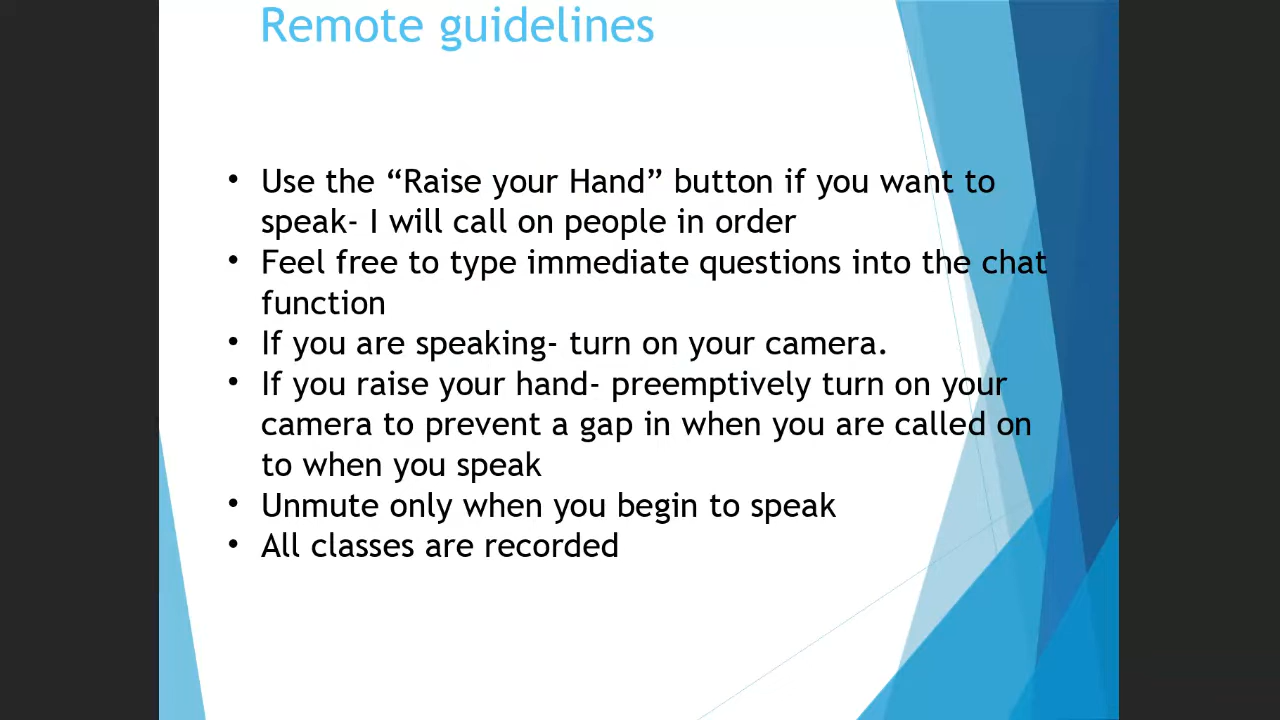 Remote guidelines
• Use the “Raise your Hand” button if you want to
speak- I will call on people in order
• Feel free to type immediate questions into the chat
function
• If you are speaking- turn on your camera.
• If you raise your hand- preemptively turn on your
camera to prevent a gap in when you are called on
to when you speak
• Unmute only when you begin to speak
• All classes are recorded